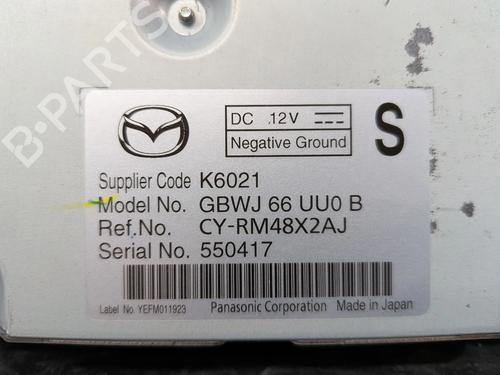 B-PARTS
DC 12V
Negative Ground
S
Supplier Code K6021
Model No. GBWJ 66 UU0 B
Ref.No. CY-RM48X2AJ
Serial No. 550417
Label No. YEFM011923 Panasonic Corporation Made in Japan